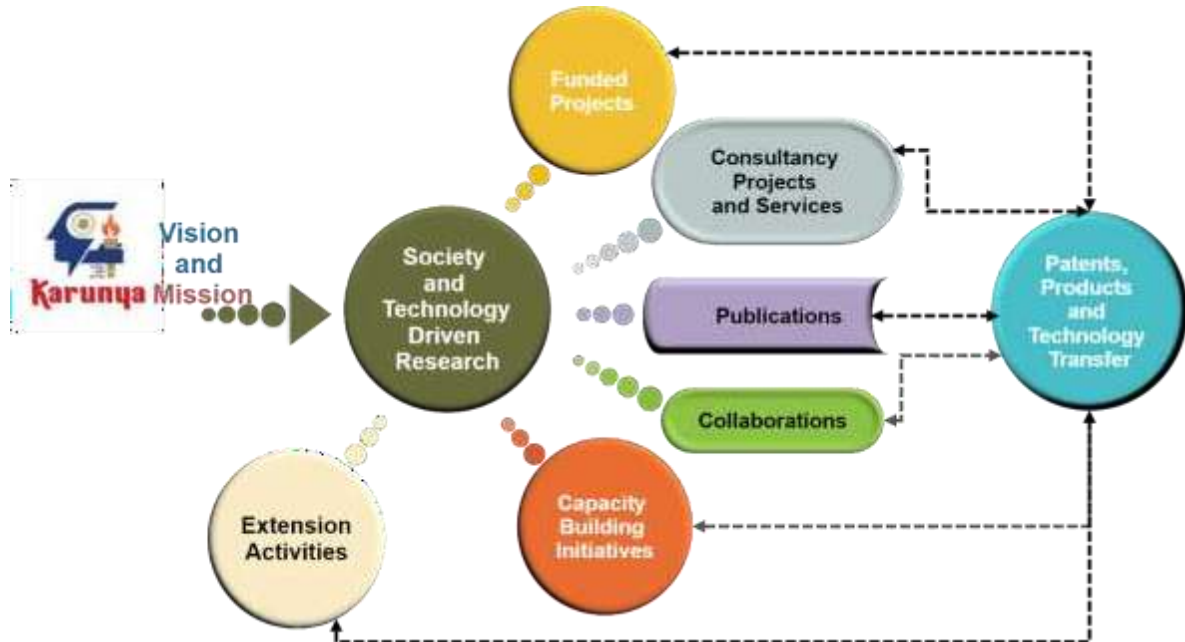 Funded
Projects
Consultancy
Projects
and Services
Karunya
Vision
and
Mission
Society
and
Technology
Driven
Research
Publications
Patents,
Products
and
Technology
Transfer
Collaborations
Extension
Activities
Capacity
Building
Initiatives